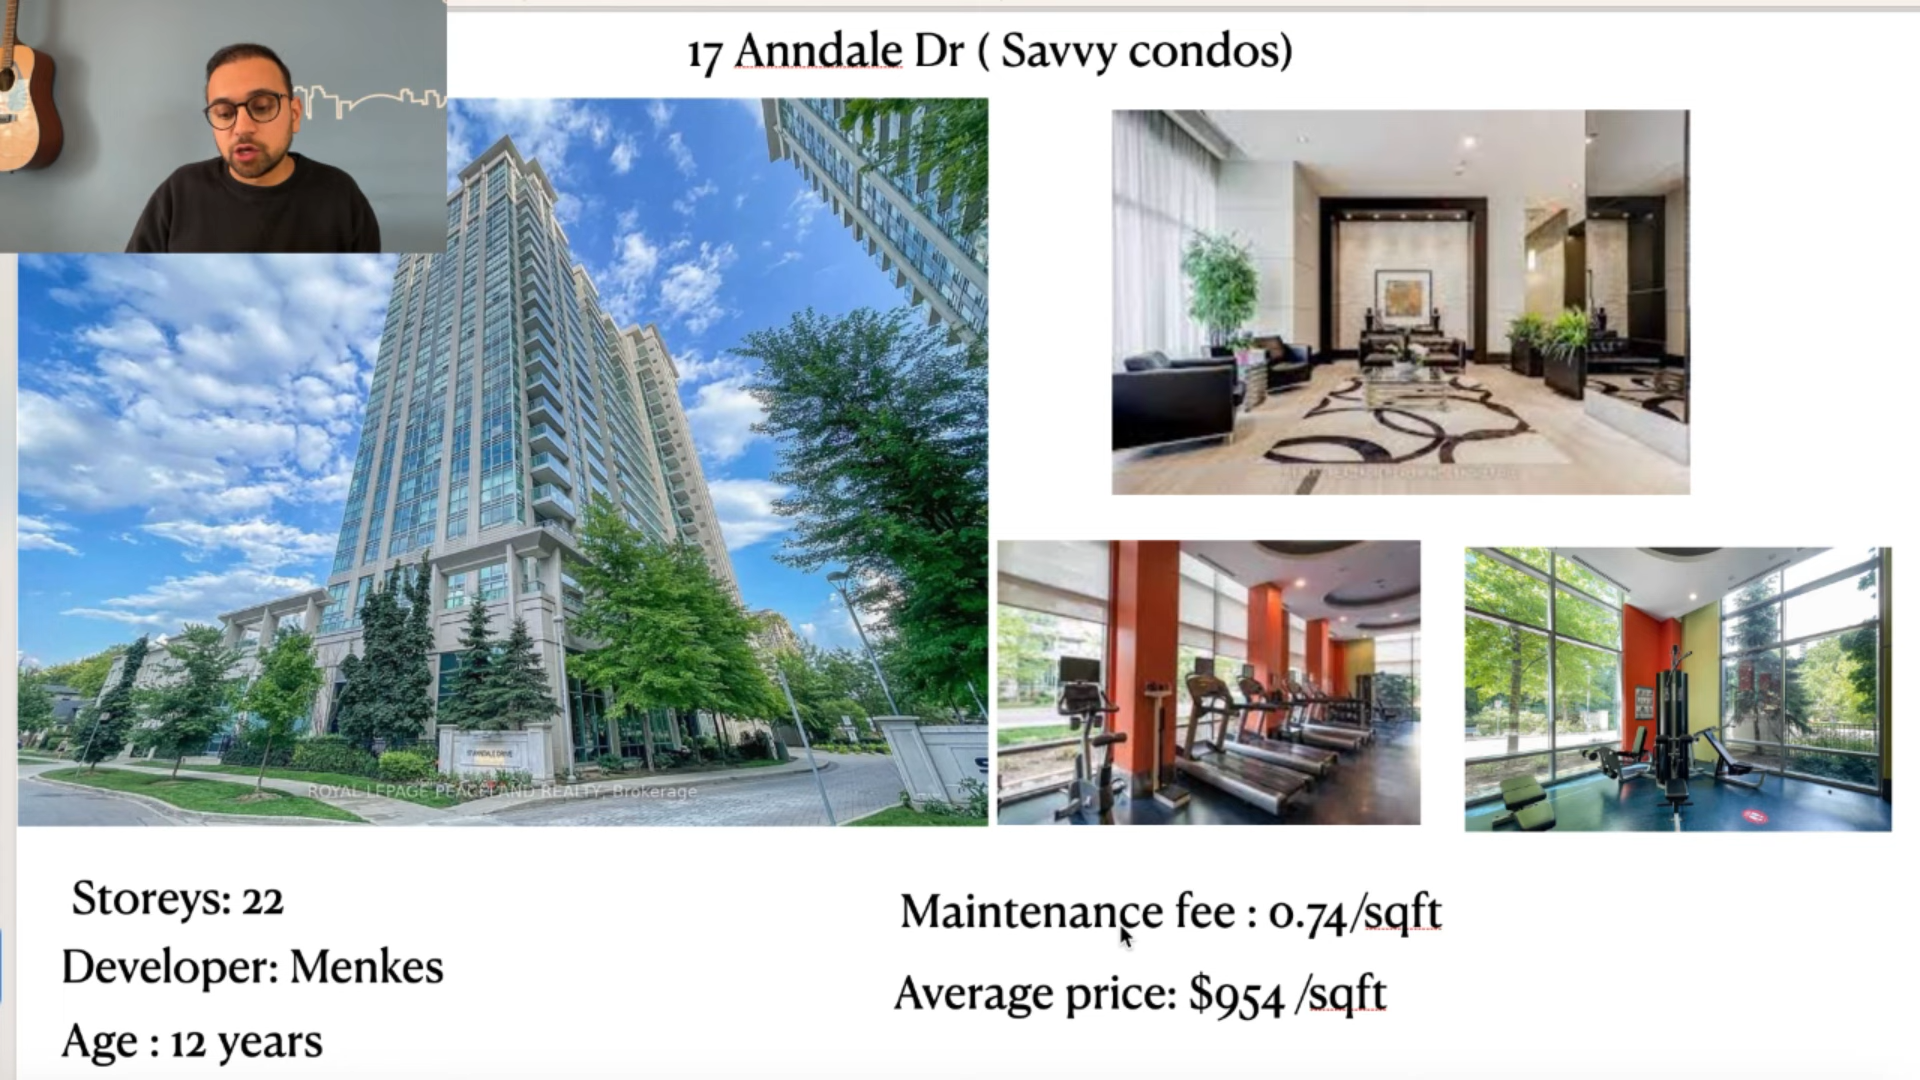 17 Anndale Dr ( Savvy condos)
ROYAL LEPAGE PEACELAND REALTY, Brokerage
Storeys: 22
Developer: Menkes
Age : 12 years
Maintenance fee : 0.74/sqft
Average price: $954 /sqft